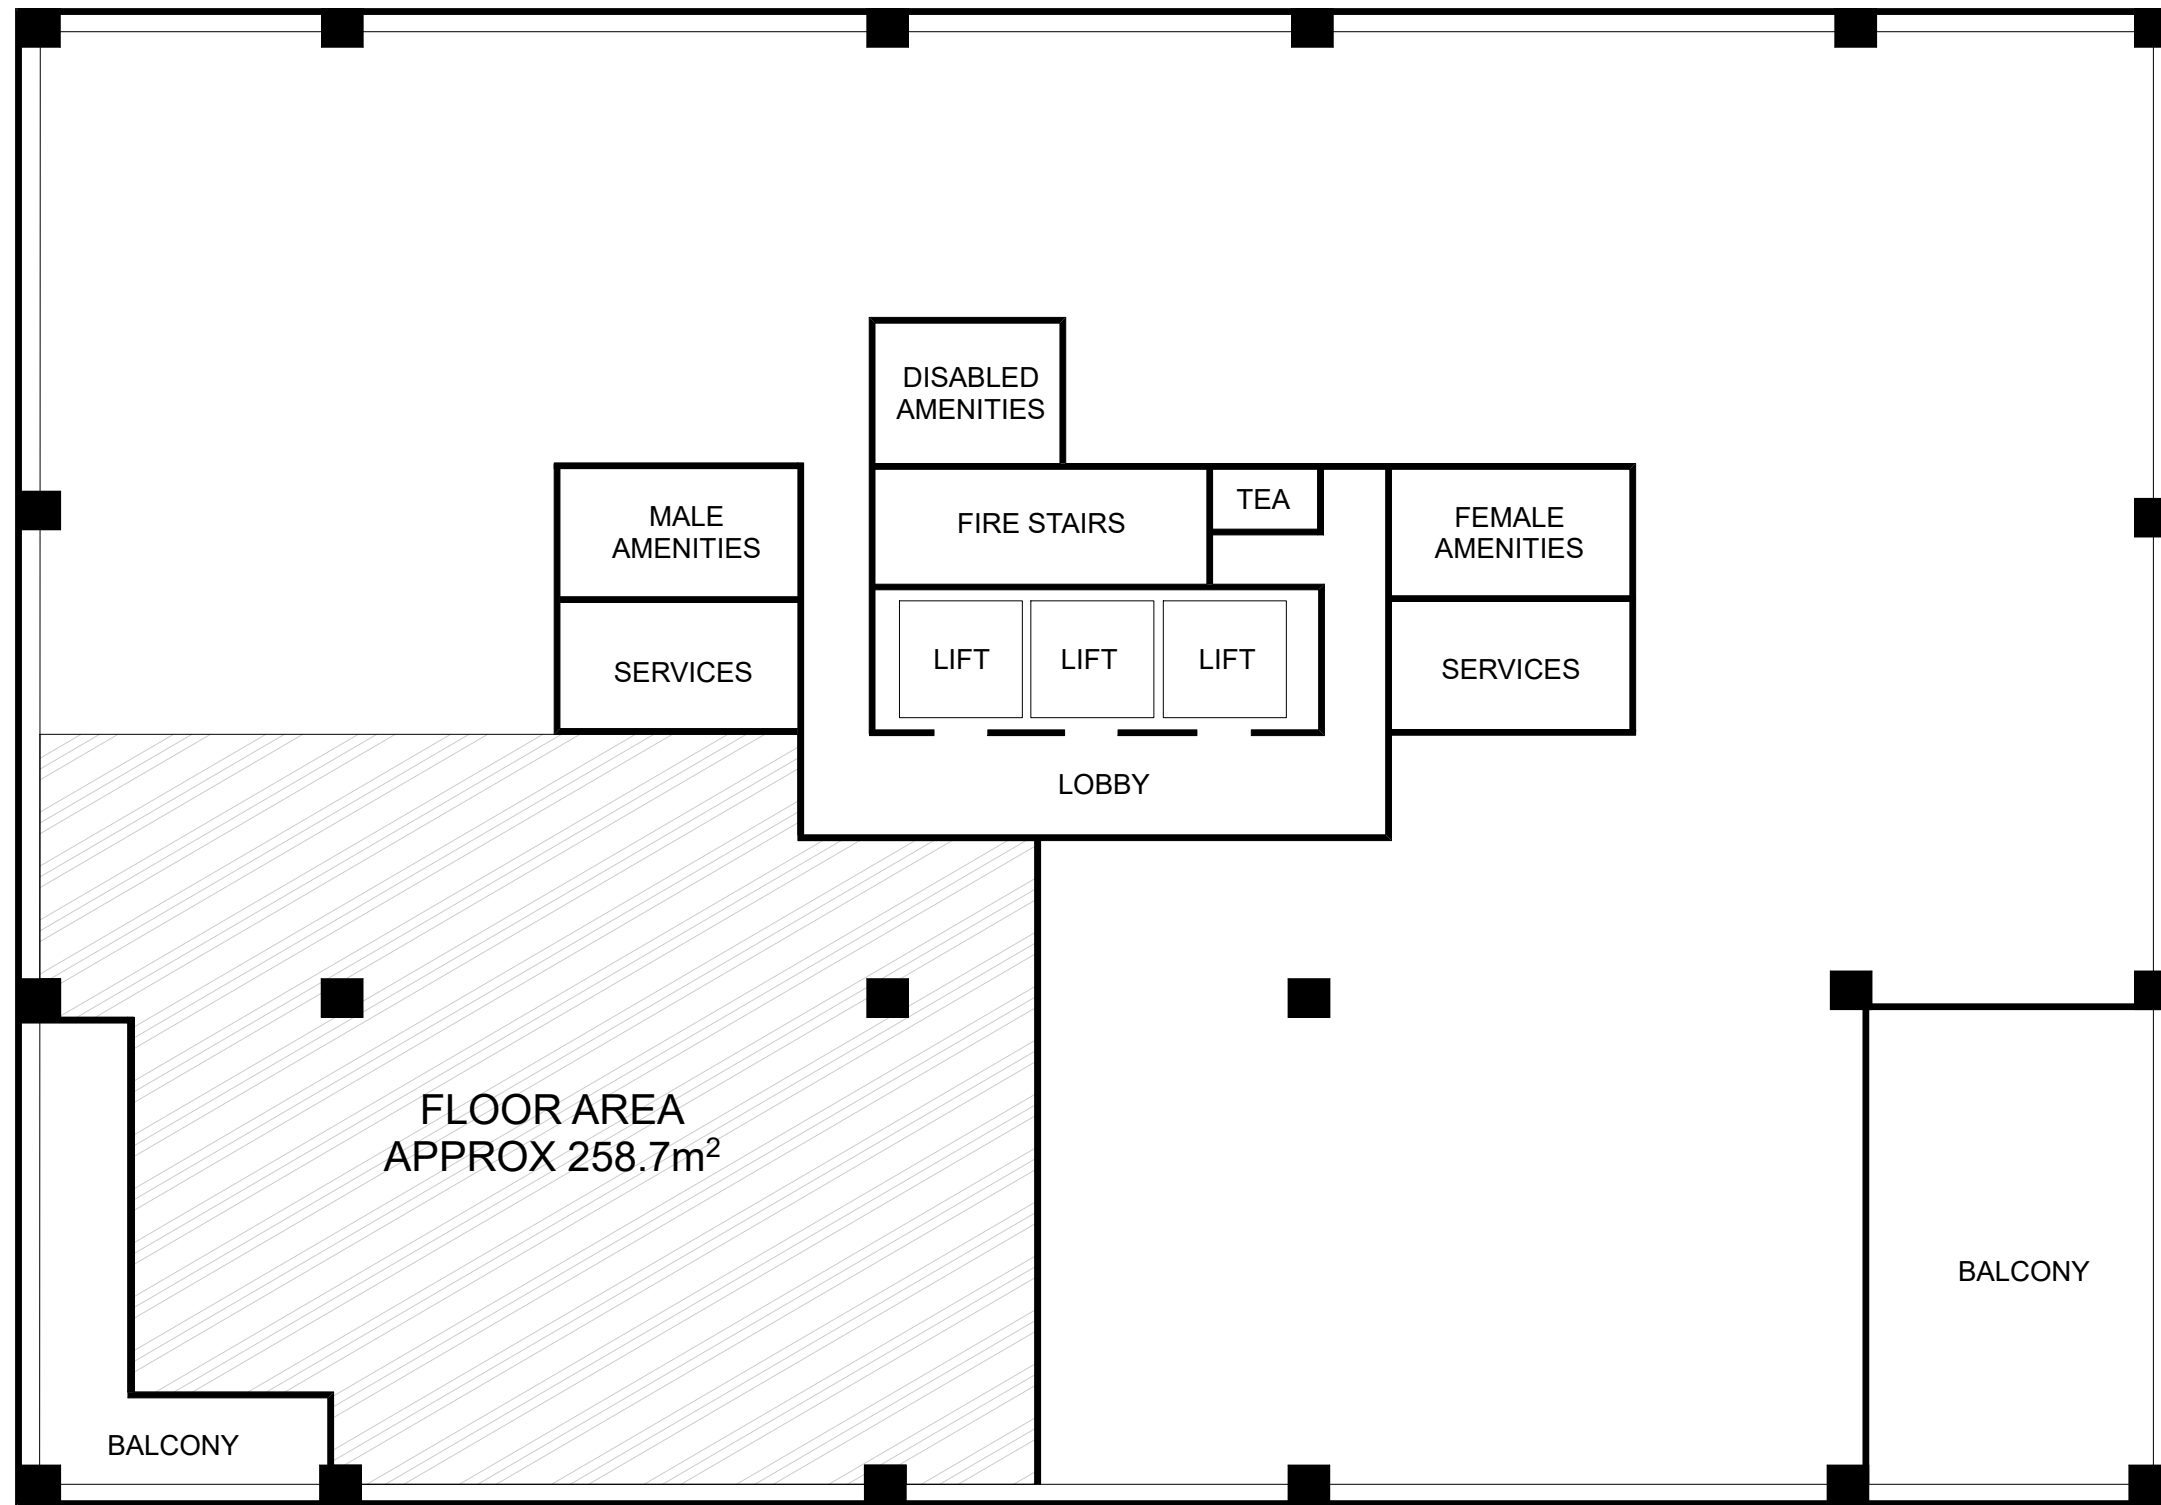 DISABLED
AMENITIES
MALE
AMENITIES
FIRE STAIRS
TEA
FEMALE
AMENITIES
SERVICES
LIFT
LIFT
LIFT
SERVICES
LOBBY
FLOOR AREA
APPROX 258.7m²
BALCONY
BALCONY